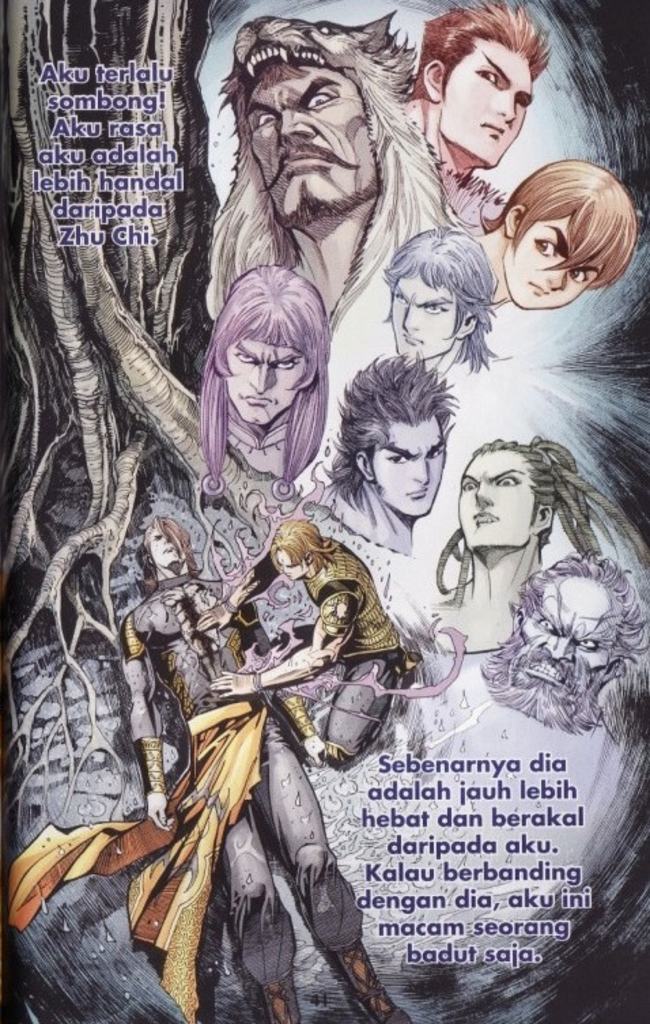 Aku terlalu
sombong!
Aku rasa
aku adalah
lebih handal
daripada
Zhu Chi.
Sebenarnya dia
adalah jauh lebih
hebat dan berakal
daripada aku.
Kalau berbanding
dengan dia, aku ini
macam seorang
badut saja.
41